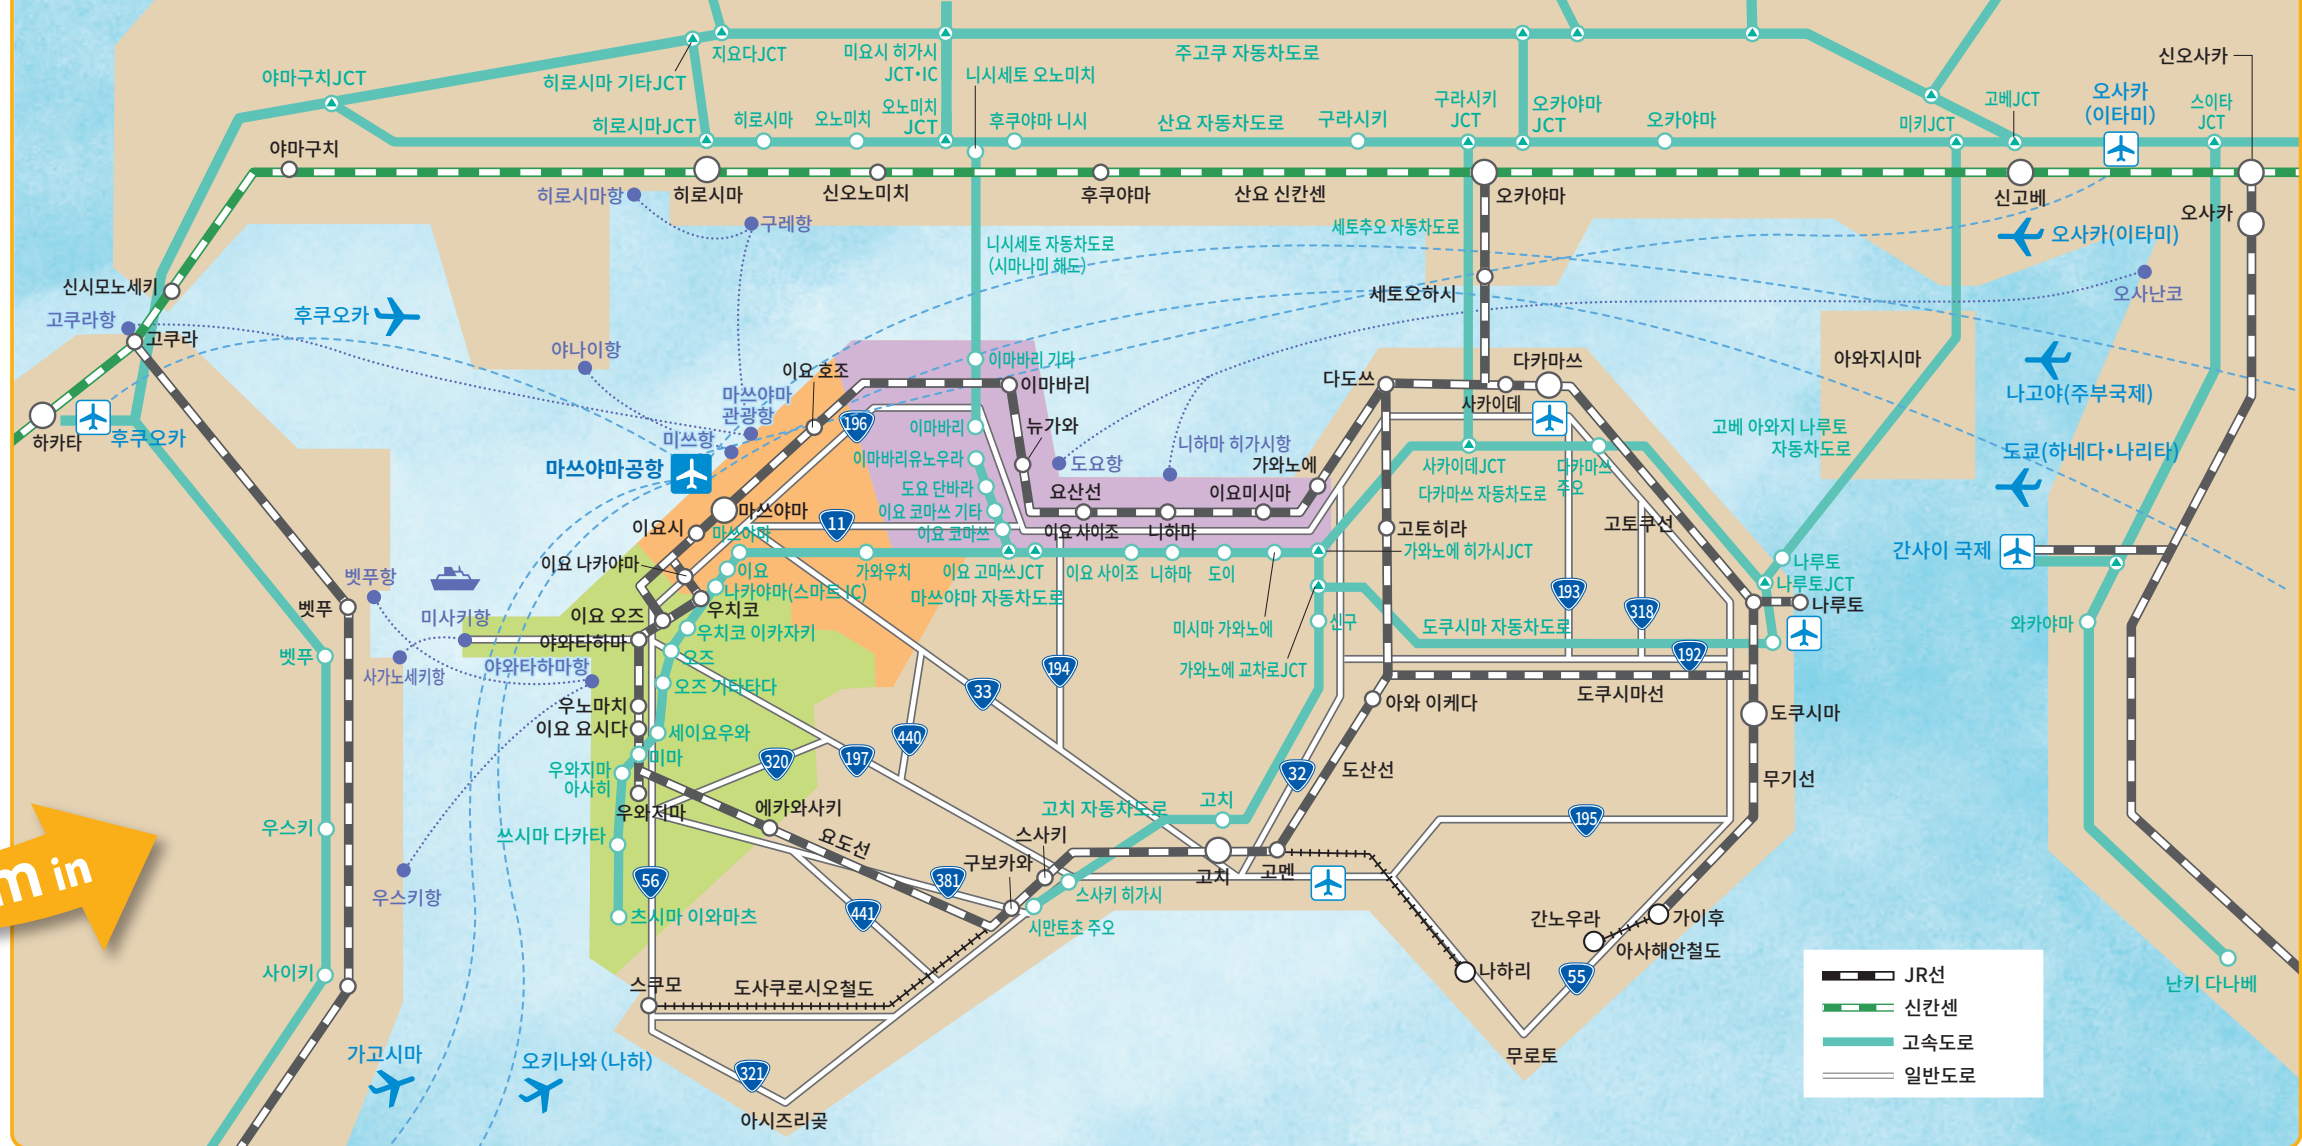 신오사카
주고쿠 자동차도로
지요다JCT
미요시 히가시
JCT·IC
야마구치JCT
히로시마 기타JCT
니시세토 오노미치
오사카
(이타미)
고베JCT
스이타
JCT
구라시키
JCT
오카야마
JCT
히로시마JCT
히로시마
오노미치
오노미치
JCT
후쿠야마 니시
산요 자동차도로
구라시키
오카야마
미키JCT
야마구치
히로시마
신오노미치
후쿠야마
산요 신칸센
오카야마
신고베
오사카
히로시마항
구레항
세토추오 자동차도로
니시세토 자동차도로
(시마나미 해도)
오사카(이타미)
신시모노세키
고쿠라항
고쿠라
후쿠오카
세토오하시
오사난코
야나이항
이요 호조
이마바리 기타
이마바리
다도쓰
다카마쓰
사카이데
아와지시마
나고야(주부국제)
하카타
후쿠오카
마쓰야마
관광항
미쓰항
196
이마바리
뉴가와
니하마 히가시항
도요항
가와노에
고베 아와지 나루토
자동차도로
도쿄(하네다·나리타)
마쓰야마공항
이마바리유노우라
도요 단바라
이요 코마쓰 기타
이요 코마쓰
요산선
이요미시마
사카이데JCT
다카마쓰
주오
다카마쓰 자동차도로
마쓰야마
마쓰야마
이요시
11
이요 사이조
니하마
고토히라
고토쿠선
이요 나카야마
이요
나카야마(스마트 IC)
가와우치
이요 고마쓰JCT
이요 사이조
니하마
도이
가와노에 히가시JCT
마쓰야마 자동차도로
간사이 국제
나루토
나루토JCT
나루토
벳푸항
벳푸
미사키항
이요 오즈
우치코
우치코 이카자키
야와타하마
오즈
미시마 가와노에
신구
193
318
도쿠시마 자동차도로
192
와카야마
벳푸
사가노세키항
야와타하마항
오즈 기타타다
194
33
가와노에 교차로JCT
도쿠시마선
아와 이케다
도쿠시마
우노마치
이요 요시다
세이요우와
미마
440
320
197
우와지마
아사히
우와지마
도산선
32
무기선
에카와사키
요도선
고치 자동차도로
고치
195
우스키
쓰시마 다카타
스사키
구보카와
56
381
441
고치
고멘
스사키 히가시
시만토초 주오
우스키항
츠시마 이와마츠
간노우라
가이후
아사해안철도
나하리
55
사이키
스쿠모
도사쿠로시오철도
난키 다나베
가고시마
오키나와 (나하)
321
아시즈리곶
무로토
JR선
신칸센
고속도로
일반도로
m in